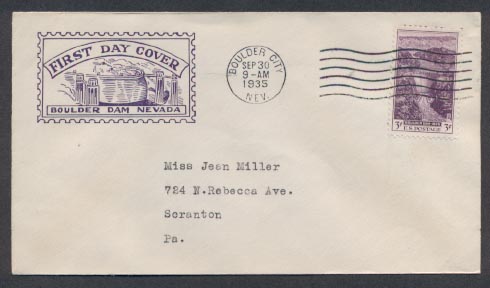 FIRST DAY COVER
BOULDER DAM NEVADA
BOULDER CITY
SEP 30
9-AM
1935
NEV.
3¢ 3¢
U.S. POSTAGE
Miss Jean Miller
724 N.Rebecca Ave.
Scranton
Pa.